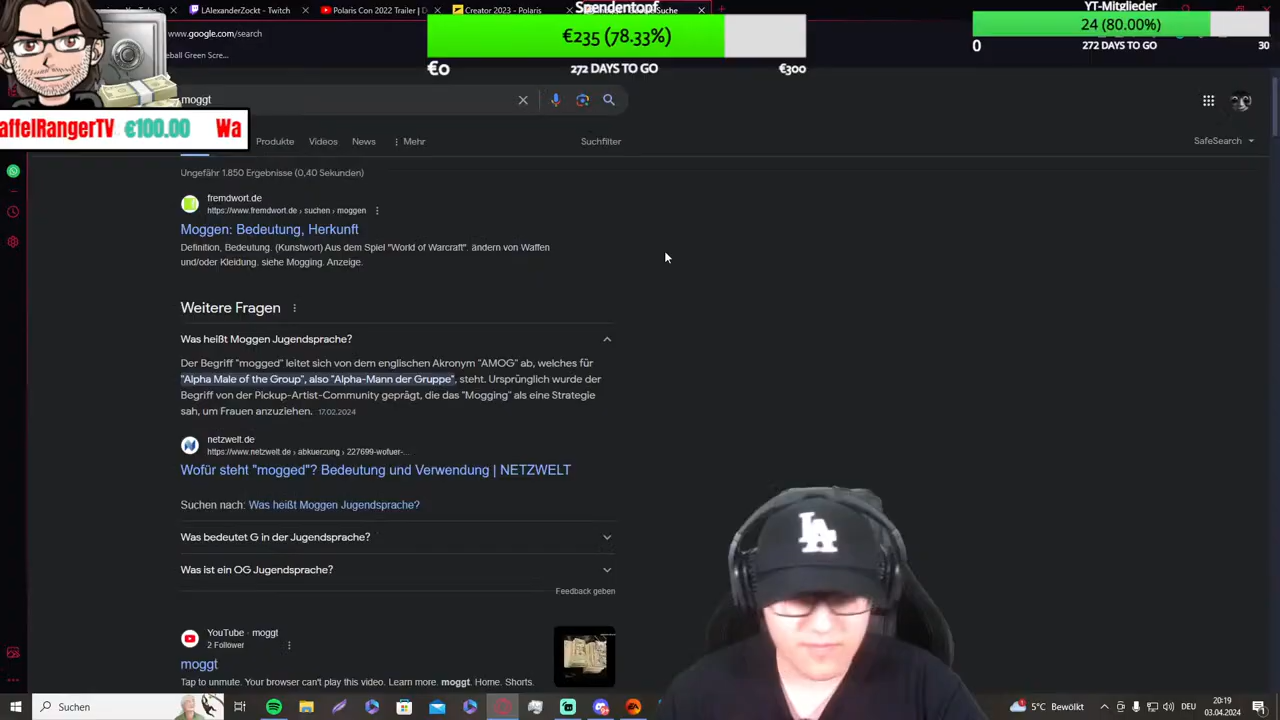 LAlexanderZockt - Twitch
Polaris Con 2022 Trailer | D
Creator 2023 - Polaris
Spendentopf
€235 (78.33%)
€0
272 DAYS TO GO
€300
YT-Mitglieder
24 (80.00%)
0
272 DAYS TO GO
30
www.google.com/search
eball Green Scre...
moggt
affelRangerTV €100.00 Wa
Produkte
Videos
News
Mehr
Suchfilter
SafeSearch
Ungefähr 1.850 Ergebnisse (0,40 Sekunden)
fremdwort.de
https://www.fremdwort.de › suchen › moggen
Moggen: Bedeutung, Herkunft
Definition, Bedeutung. (Kunstwort) Aus dem Spiel "World of Warcraft". ändern von Waffen
und/oder Kleidung. siehe Mogging. Anzeige.
Weitere Fragen
Was heißt Moggen Jugendsprache?
Der Begriff "mogged" leitet sich von dem englischen Akronym "AMOG" ab, welches für
"Alpha Male of the Group", also "Alpha-Mann der Gruppe", steht. Ursprünglich wurde der
Begriff von der Pickup-Artist-Community geprägt, die das "Mogging" als eine Strategie
sah, um Frauen anzuziehen. 17.02.2024
netzwelt.de
https://www.netzwelt.de › abkuerzung › 227699-wofuer-...
Wofür steht "mogged"? Bedeutung und Verwendung | NETZWELT
Suchen nach: Was heißt Moggen Jugendsprache?
Was bedeutet G in der Jugendsprache?
Was ist ein OG Jugendsprache?
Feedback geben
YouTube · moggt
2 Follower
moggt
Tap to unmute. Your browser can't play this video. Learn more. moggt. Home. Shorts.
LA
Suchen
5°C Bewölkt
DEU
20:19
03.04.2024